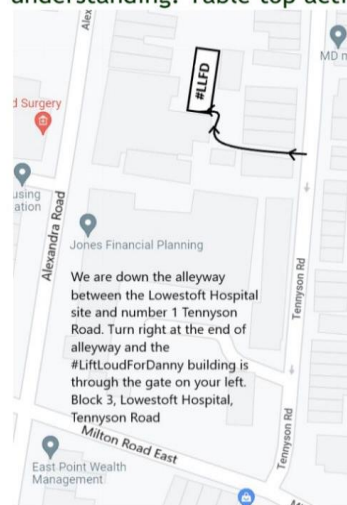 understanding. Table top acti
Alex
#LLFD
MD m
d Surgery
using
ation
Alexandra Road
Jones Financial Planning
Tennyson Rd
We are down the alleyway
between the Lowestoft Hospital
site and number 1 Tennyson
Road. Turn right at the end of
alleyway and the
#LiftLoudForDanny building is
through the gate on your left.
Block 3, Lowestoft Hospital,
Tennyson Road
Tennyson Rd
Milton Road East
East Point Wealth
Management